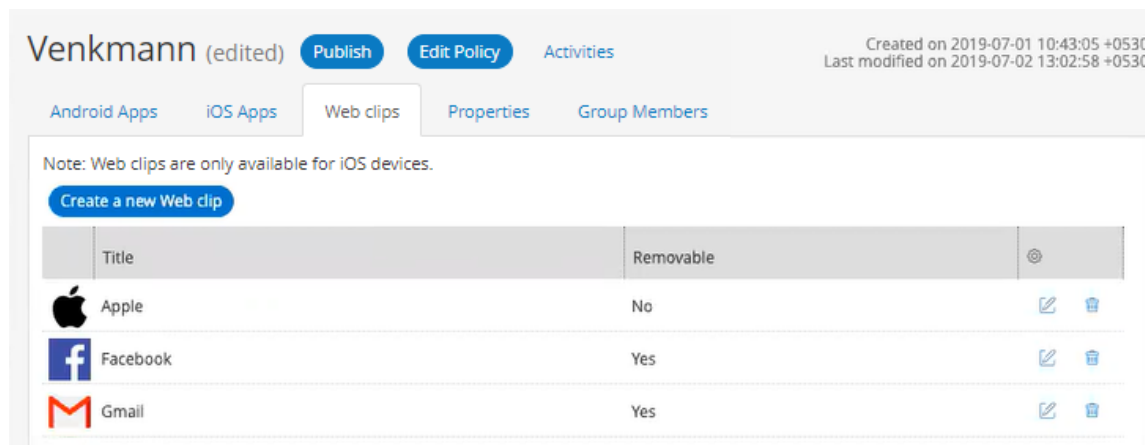 Venkmann (edited) Publish Edit Policy Activities
Created on 2019-07-01 10:43:05 +0530
Last modified on 2019-07-02 13:02:58 +0530
Android Apps iOS Apps Web clips Properties Group Members
Note: Web clips are only available for iOS devices.
Create a new Web clip
Title Removable
Apple No
Facebook Yes
Gmail Yes